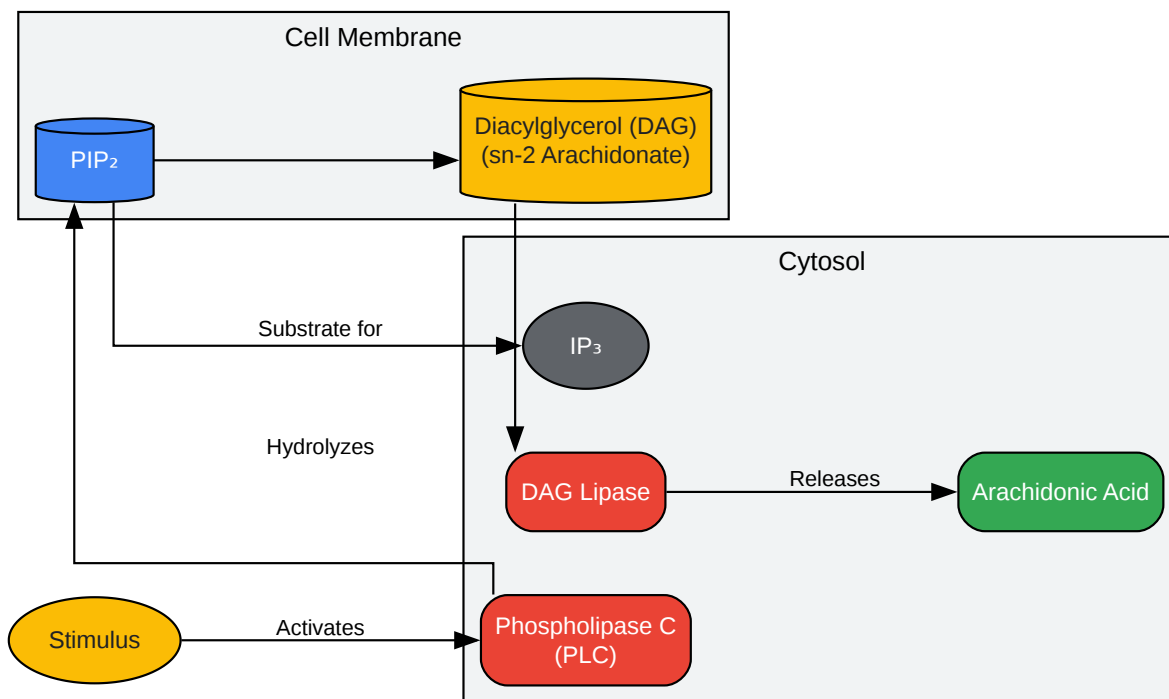 Cell Membrane
PIP₂
Diacylglycerol (DAG)
(sn-2 Arachidonate)
Cytosol
Substrate for
IP₃
Hydrolyzes
DAG Lipase
Releases
Arachidonic Acid
Stimulus
Activates
Phospholipase C
(PLC)